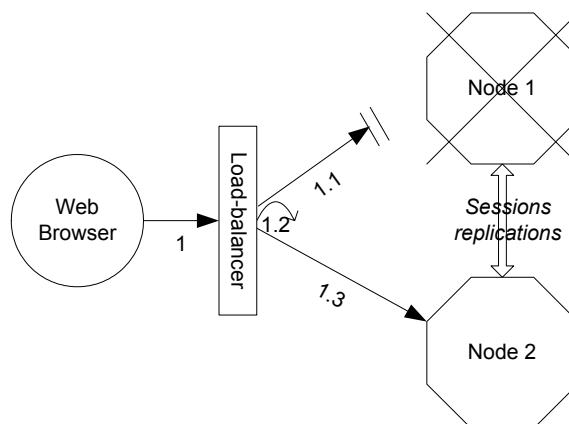 Web
Browser
1
Load-balancer
1.1
1.2
1.3
Node 1
Sessions
replications
Node 2